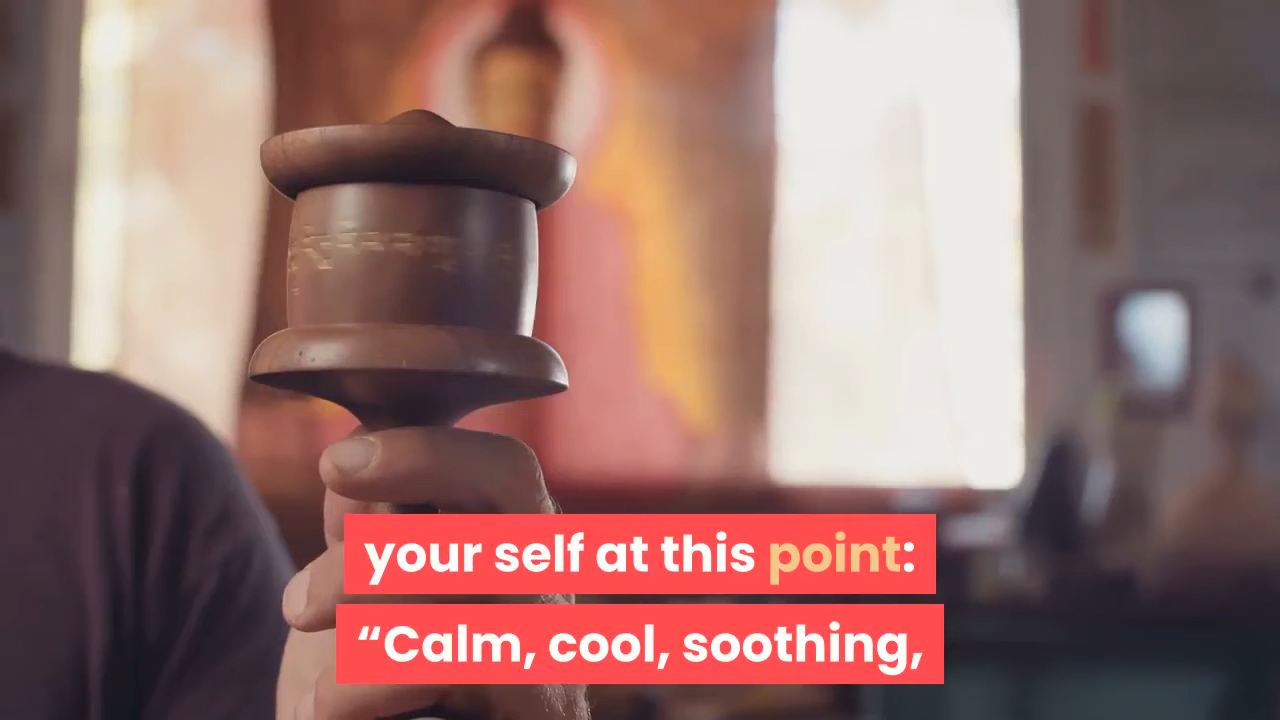 your self at this point:
“Calm, cool, soothing,